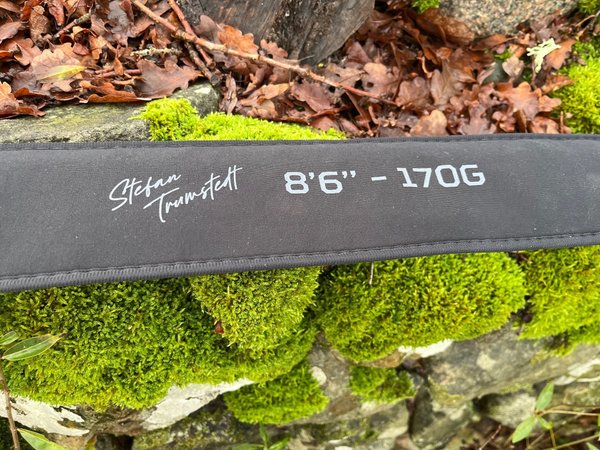 Stefan
Trumstedt
8'6" - 170G